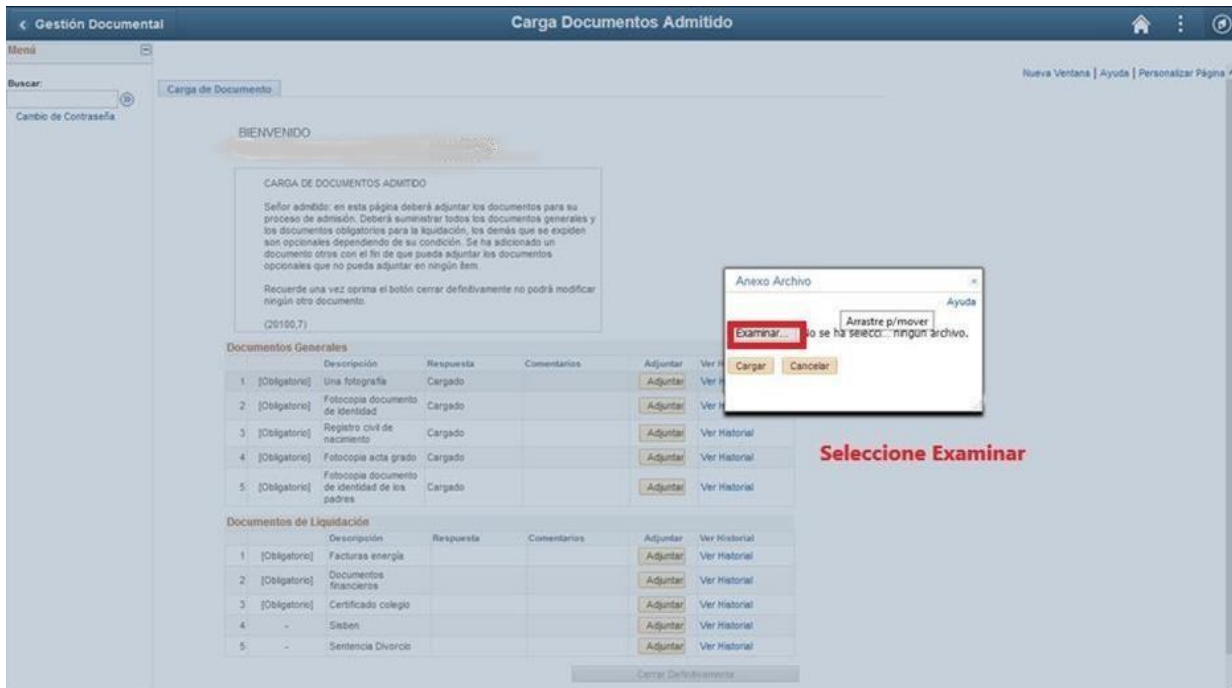 Gestión Documental
Carga Documentos Admitido
Menú
Nueva Ventana | Ayuda | Personalizar Página
Buscar:
Cambio de Contraseña
Carga de Documento
BIENVENIDO
CARGA DE DOCUMENTOS ADMITIDO
Señor admitido: en esta página deberá adjuntar los documentos para su
proceso de admisión. Deberá suministrar todos los documentos generales y
los documentos obligatorios para la liquidación, los demás que se expiden
son opcionales dependiendo de su condición. Se ha adicionado un
documento otros con el fin de que pueda adjuntar los documentos
opcionales que no pueda adjuntar en ningún ítem.
Recuerde una vez oprima el botón cerrar definitivamente no podrá modificar
ningún otro documento.
(20100,7)
Anexo Archivo
Ayuda
Arrastre p/mover
Examinar... No se ha selecci... ningún archivo.
Cargar Cancelar
Seleccione Examinar
Documentos Generales
Descripción Respuesta Comentarios Adjuntar Ver H
1 [Obligatorio] Una fotografía Cargado Adjuntar Ver H
2 [Obligatorio] Fotocopia documento de identidad Cargado Adjuntar Ver H
3 [Obligatorio] Registro civil de nacimiento Cargado Adjuntar Ver Historial
4 [Obligatorio] Fotocopia acta grado Cargado Adjuntar Ver Historial
5 [Obligatorio] Fotocopia documento de identidad de los padres Cargado Adjuntar Ver Historial
Documentos de Liquidación
Descripción Respuesta Comentarios Adjuntar Ver Historial
1 [Obligatorio] Facturas energía Adjuntar Ver Historial
2 [Obligatorio] Documentos financieros Adjuntar Ver Historial
3 [Obligatorio] Certificado colegio Adjuntar Ver Historial
4 - Sisben Adjuntar Ver Historial
5 - Sentencia Divorcio Adjuntar Ver Historial
Cerrar Definitivamente